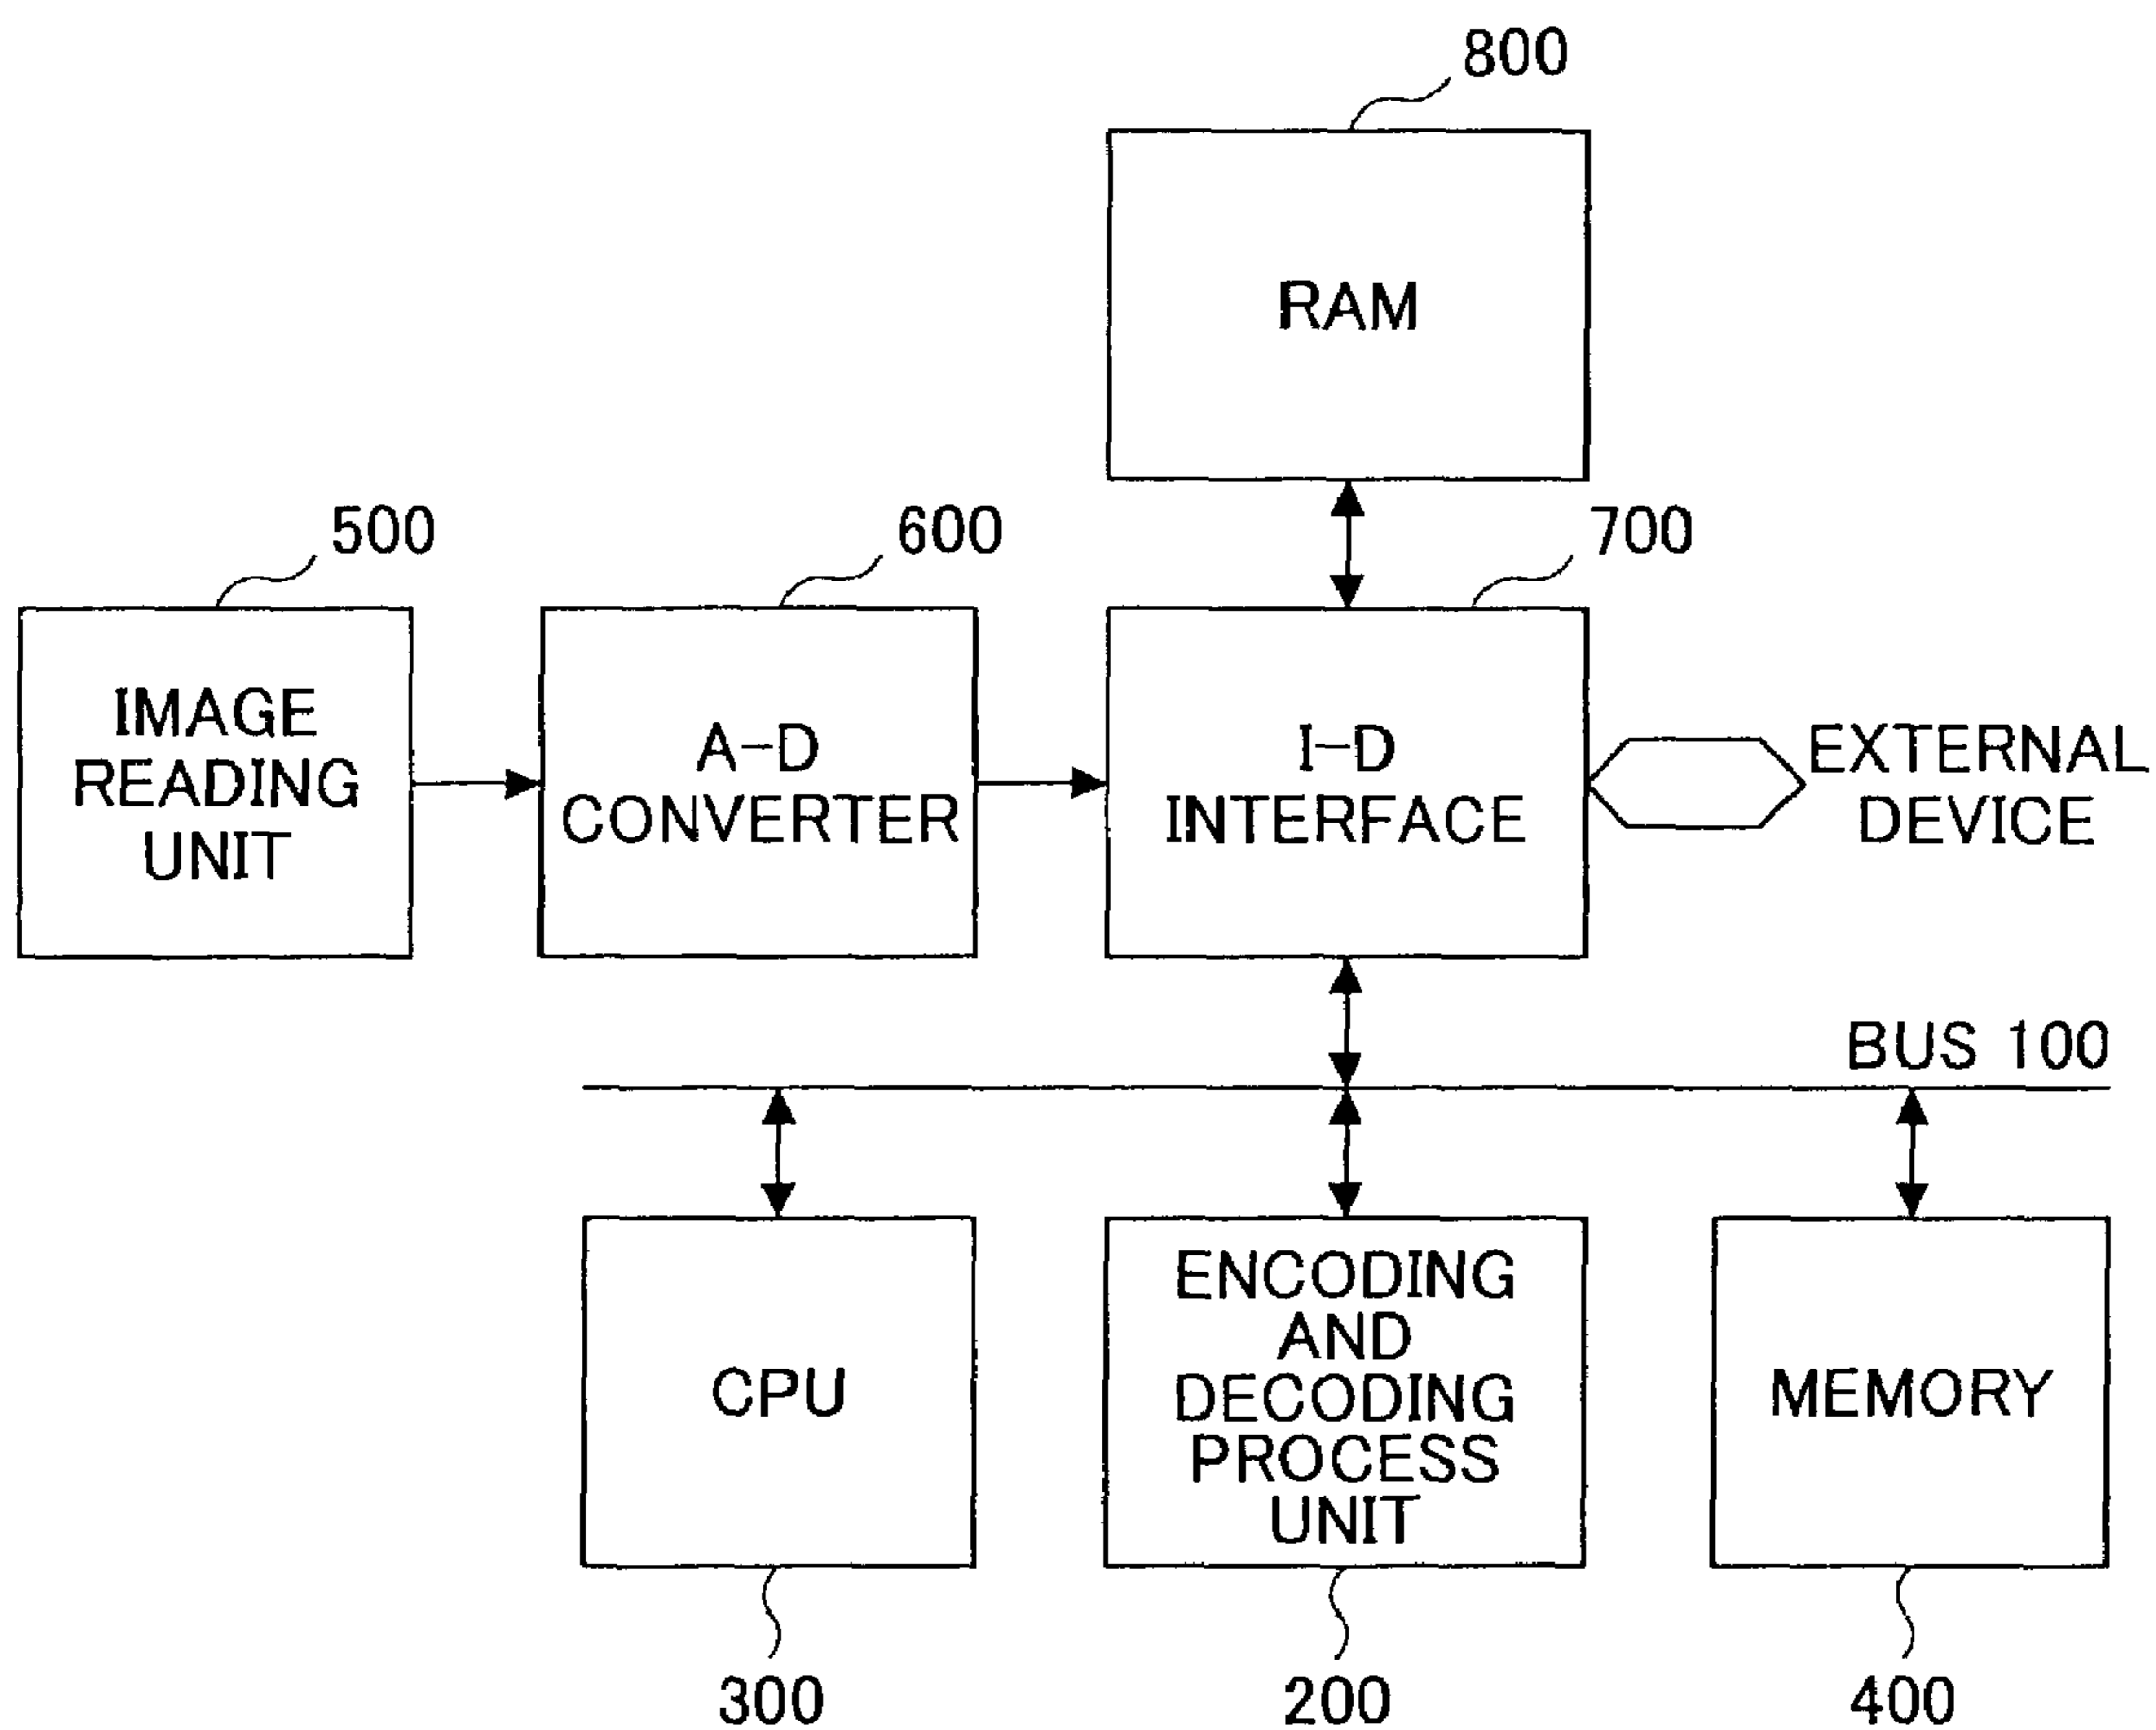 800
RAM
500
600
700
IMAGE
READING
UNIT
A-D
CONVERTER
I-D
INTERFACE
EXTERNAL
DEVICE
BUS 100
CPU
ENCODING
AND
DECODING
PROCESS
UNIT
MEMORY
300
200
400